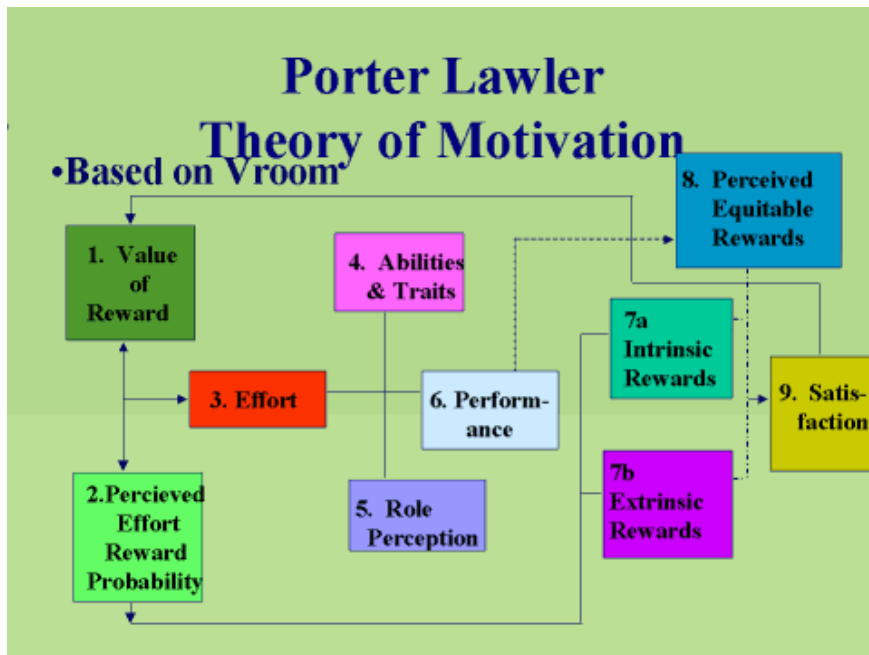 Porter Lawler
Theory of Motivation
•Based on Vroom
1. Value
of
Reward
2.Percieved
Effort
Reward
Probability
3. Effort
4. Abilities
& Traits
5. Role
Perception
6. Perform-
ance
7a
Intrinsic
Rewards
7b
Extrinsic
Rewards
8. Perceived
Equitable
Rewards
9. Satis-
faction